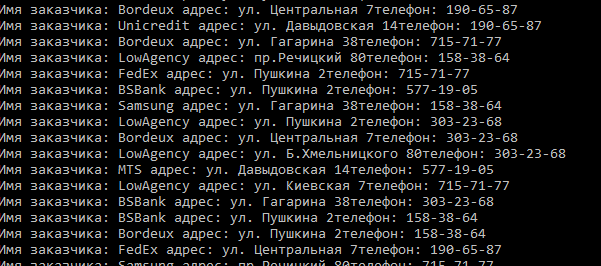 Имя заказчика: Bordeux адрес: ул. Центральная 7телефон: 190-65-87
Имя заказчика: Unicredit адрес: ул. Давыдовская 14телефон: 190-65-87
Имя заказчика: Bordeux адрес: ул. Гагарина 38телефон: 715-71-77
Имя заказчика: LowAgency адрес: пр.Речицкий 80телефон: 158-38-64
Имя заказчика: FedEx адрес: ул. Пушкина 2телефон: 715-71-77
Имя заказчика: BSBank адрес: ул. Пушкина 2телефон: 577-19-05
Имя заказчика: Samsung адрес: ул. Гагарина 38телефон: 158-38-64
Имя заказчика: LowAgency адрес: ул. Пушкина 2телефон: 303-23-68
Имя заказчика: Bordeux адрес: ул. Центральная 7телефон: 303-23-68
Имя заказчика: LowAgency адрес: ул. Б.Хмельницкого 80телефон: 303-23-68
Имя заказчика: MTS адрес: ул. Давыдовская 14телефон: 577-19-05
Имя заказчика: LowAgency адрес: ул. Киевская 7телефон: 715-71-77
Имя заказчика: BSBank адрес: ул. Гагарина 38телефон: 303-23-68
Имя заказчика: BSBank адрес: ул. Пушкина 2телефон: 158-38-64
Имя заказчика: Bordeux адрес: ул. Пушкина 2телефон: 158-38-64
Имя заказчика: FedEx адрес: ул. Центральная 7телефон: 190-65-87
Имя заказчика: Samsung адрес: пр.Речицкий 80телефон: 715-71-77